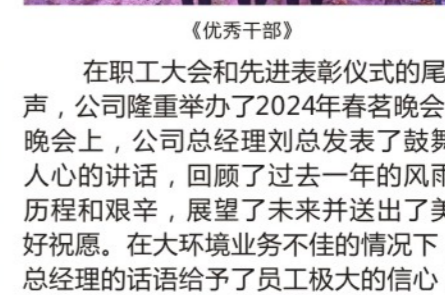 《优秀干部》
在职工大会和先进表彰仪式的尾
声，公司隆重举办了2024年春茗晚会
晚会上，公司总经理刘总发表了鼓舞
人心的讲话，回顾了过去一年的风雨
历程和艰辛，展望了未来并送出了美
好祝愿。在大环境业务不佳的情况下
总经理的话语给予了员工极大的信心